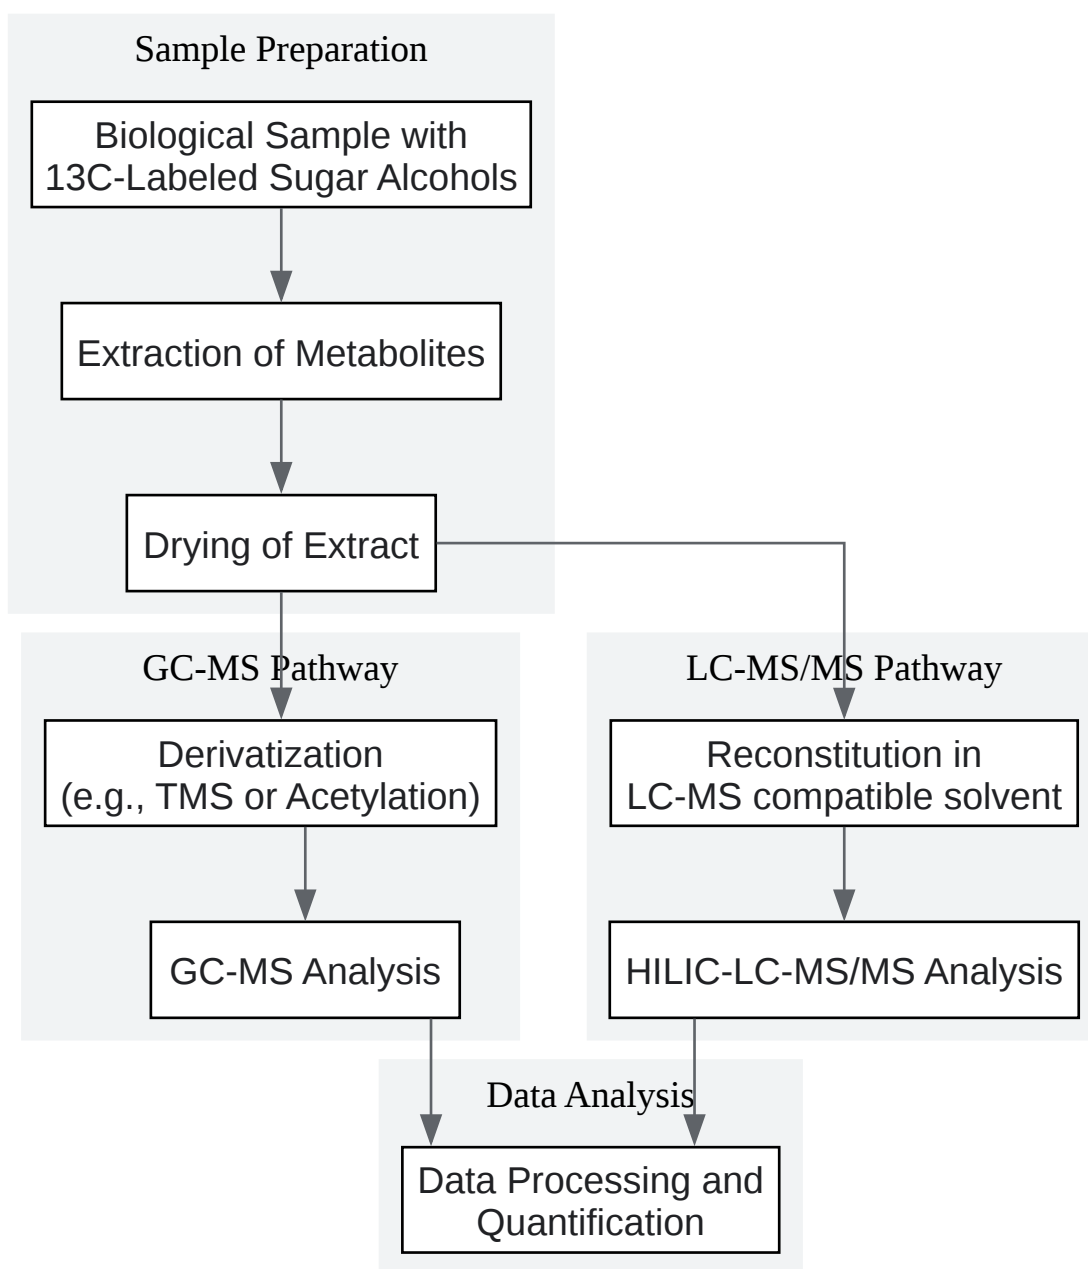 Sample Preparation
Biological Sample with
13C-Labeled Sugar Alcohols
Extraction of Metabolites
Drying of Extract
GC-MS Pathway
Derivatization
(e.g., TMS or Acetylation)
GC-MS Analysis
LC-MS/MS Pathway
Reconstitution in
LC-MS compatible solvent
HILIC-LC-MS/MS Analysis
Data Analysis
Data Processing and
Quantification